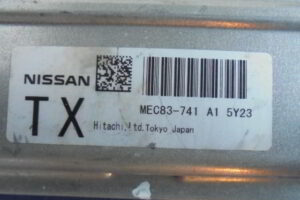 NISSAN
MEC83-741 A1 5Y23
TX
Hitachi,Ltd.Tokyo Japan